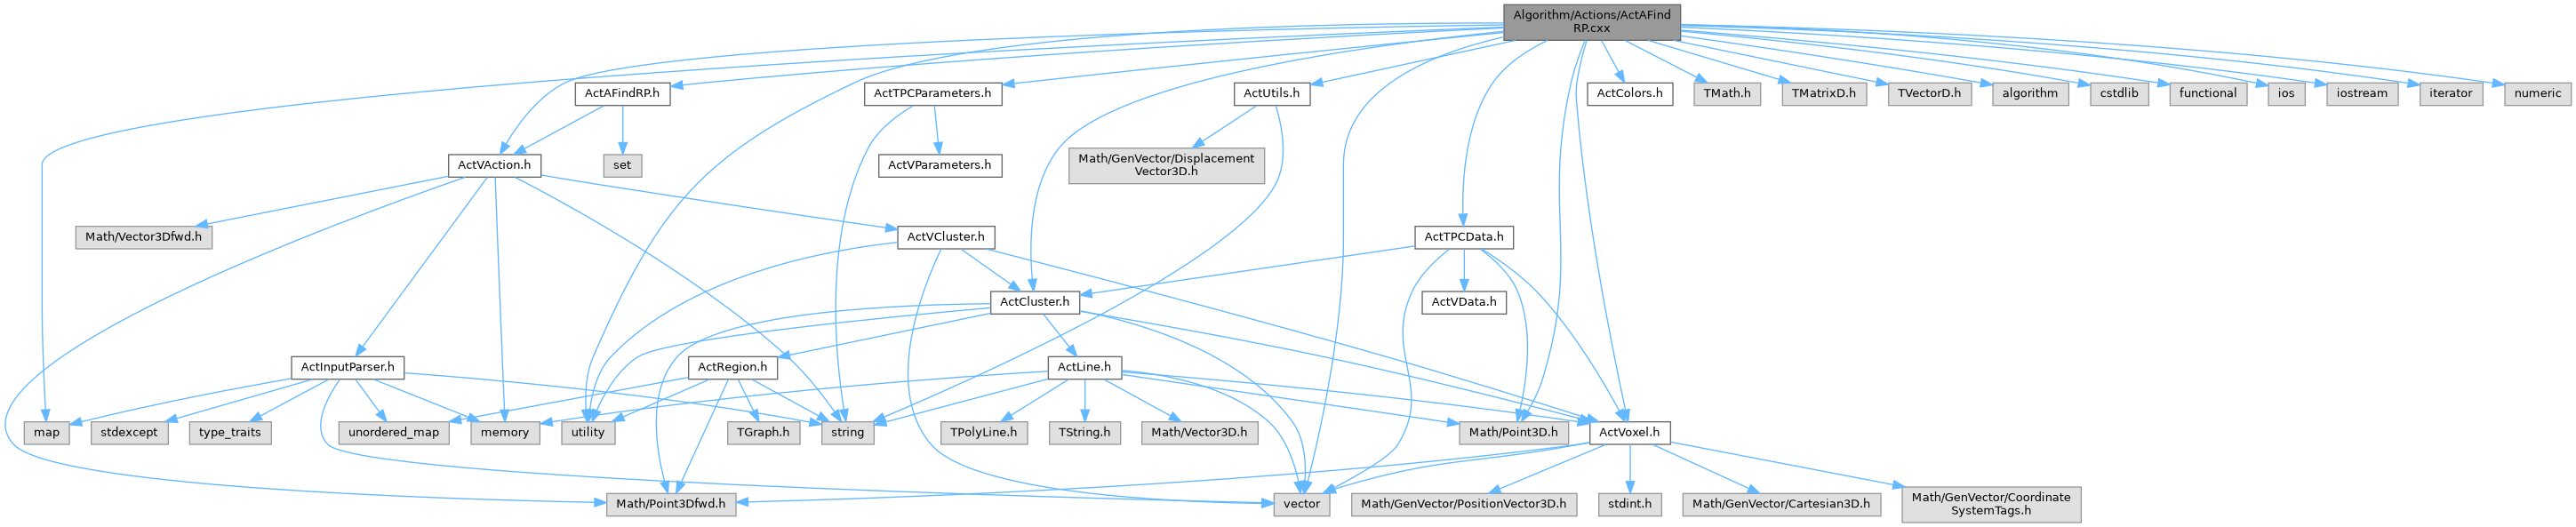 Algorithm/Actions/ActAFind
RP.cxx
ActAFindRP.h
ActTPCParameters.h
ActUtils.h
ActColors.h
TMath.h
TMatrixD.h
TVectorD.h
algorithm
cstdlib
functional
ios
iostream
iterator
numeric
ActVAction.h
set
ActVParameters.h
Math/GenVector/Displacement
Vector3D.h
Math/Vector3Dfwd.h
ActVCluster.h
ActTPCData.h
ActCluster.h
ActVData.h
ActInputParser.h
ActRegion.h
ActLine.h
map
stdexcept
type_traits
unordered_map
memory
utility
TGraph.h
string
TPolyLine.h
TString.h
Math/Vector3D.h
Math/Point3D.h
ActVoxel.h
Math/Point3Dfwd.h
vector
Math/GenVector/PositionVector3D.h
stdint.h
Math/GenVector/Cartesian3D.h
Math/GenVector/Coordinate
SystemTags.h